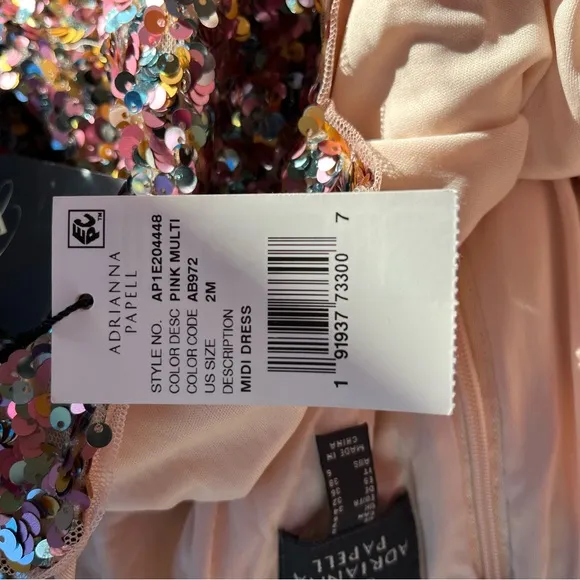 EPC™
ADRIANNA
PAPELL
STYLE NO. AP1E204448
COLOR DESC PINK MULTI
COLOR CODE AB972
US SIZE 2M
DESCRIPTION
MIDI DRESS
1 91937 73300 7
MADE IN
CHINA
ADRIANNA
PAPELL